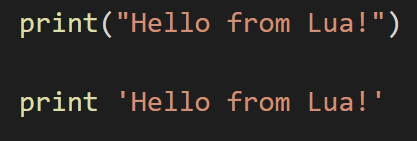 print("Hello from Lua!")
print 'Hello from Lua!'